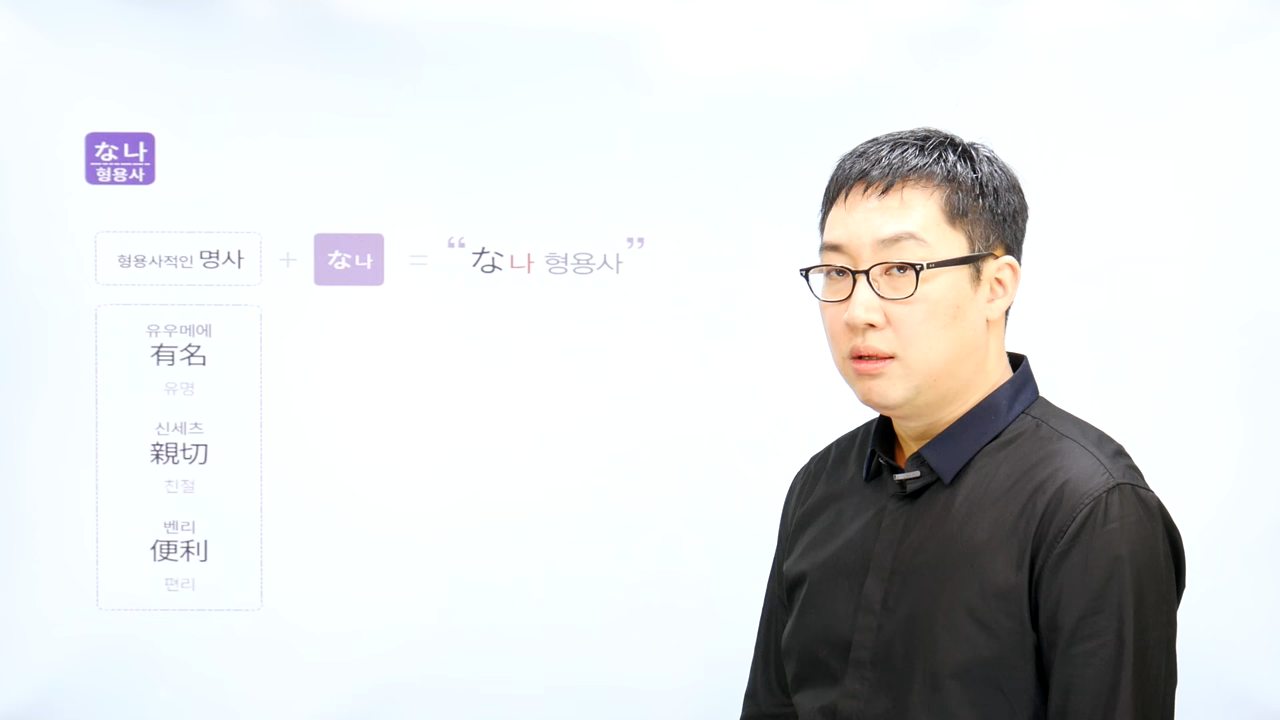 なナ
형용사
형용사적인 명사 + な나 = “な나 형용사”
유우메에
有名
유명
신세츠
親切
친절
벤리
便利
편리